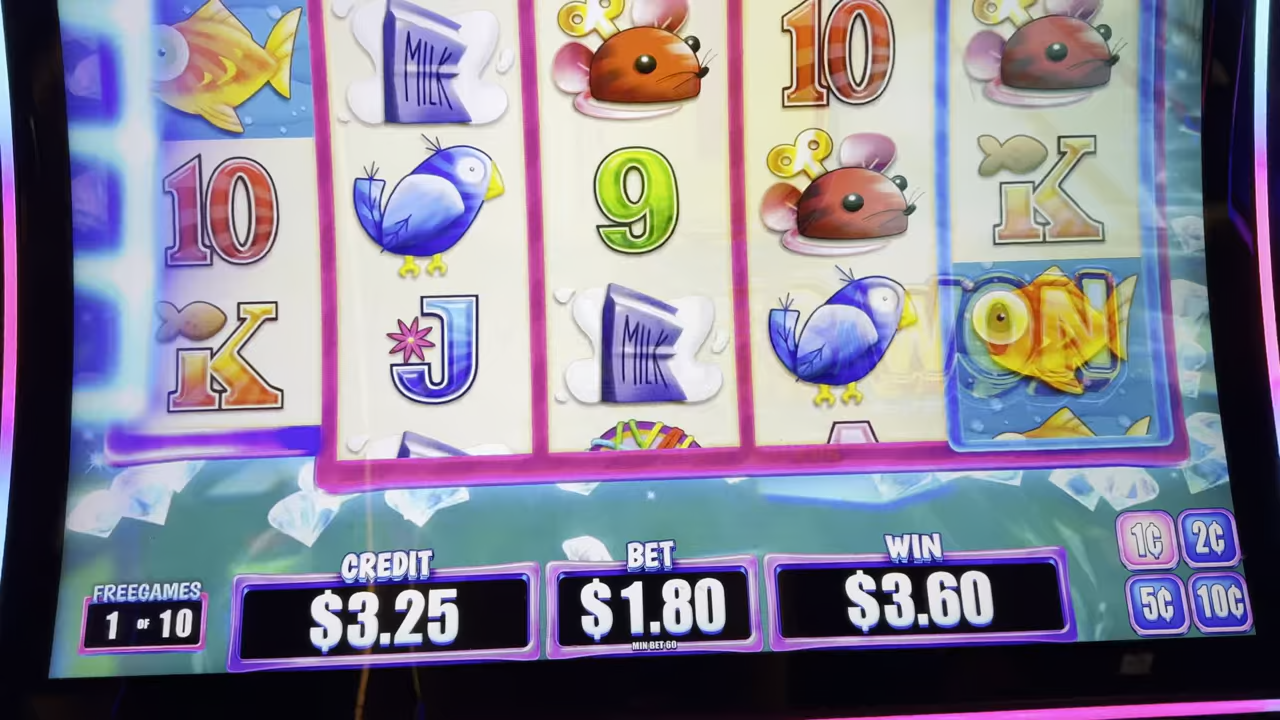 MILK
10
10
9
K
K
J
MILK
WON
CREDIT
BET
WIN
1¢
2¢
FREEGAMES
1 OF 10
$3.25
$1.80
$3.60
5¢
10¢
MIN BET 60